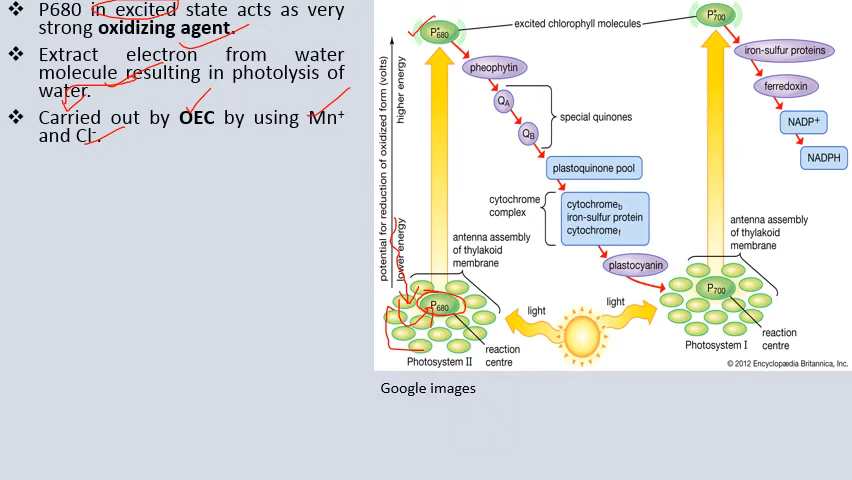 ❖ P680 in excited state acts as very
strong oxidizing agent.
❖ Extract electron from water
molecule resulting in photolysis of
water.
❖ Carried out by OEC by using Mn⁺
and Cl⁻.
potential for reduction of oxidized form (volts)
higher energy
lower energy
P*680
excited chlorophyll molecules
P*700
pheophytin
QA
QB
special quinones
plastoquinone pool
cytochrome
complex
cytochromeb
iron-sulfur protein
cytochromef
plastocyanin
iron-sulfur proteins
ferredoxin
NADP+
NADPH
antenna assembly
of thylakoid
membrane
antenna assembly
of thylakoid
membrane
P680
P700
light
light
reaction
centre
reaction
centre
Photosystem II
Photosystem I
© 2012 Encyclopædia Britannica, Inc.
Google images